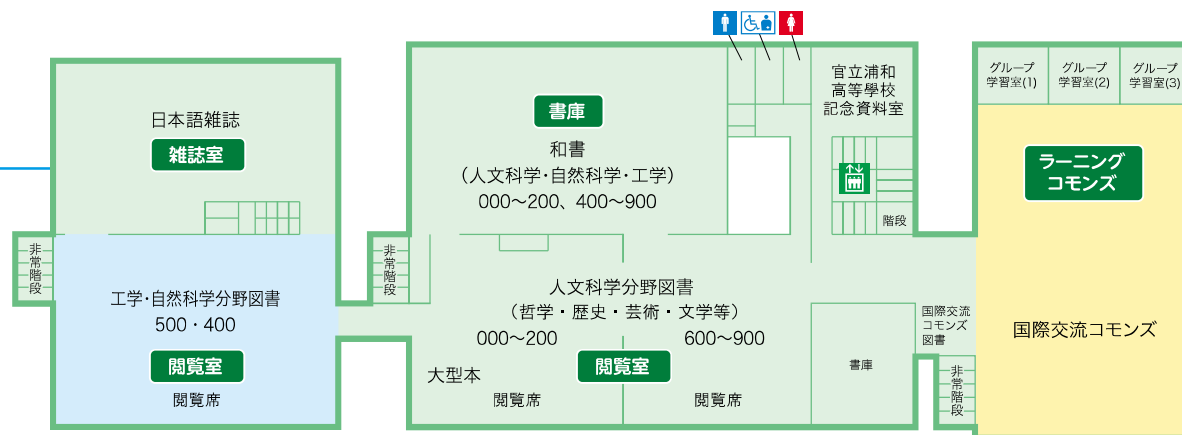 日本語雑誌
雑誌室
非常階段
工学・自然科学分野図書
500・400
閲覧室
閲覧席
書庫
和書
（人文科学・自然科学・工学）
000〜200、400〜900
官立浦和
高等學校
記念資料室
階段
非常階段
人文科学分野図書
（哲学・歴史・芸術・文学等）
000〜200
600〜900
大型本
閲覧室
閲覧席
閲覧席
書庫
国際交流
コモンズ
図書
非常階段
グループ
学習室(1)
グループ
学習室(2)
グループ
学習室(3)
ラーニング
コモンズ
国際交流コモンズ